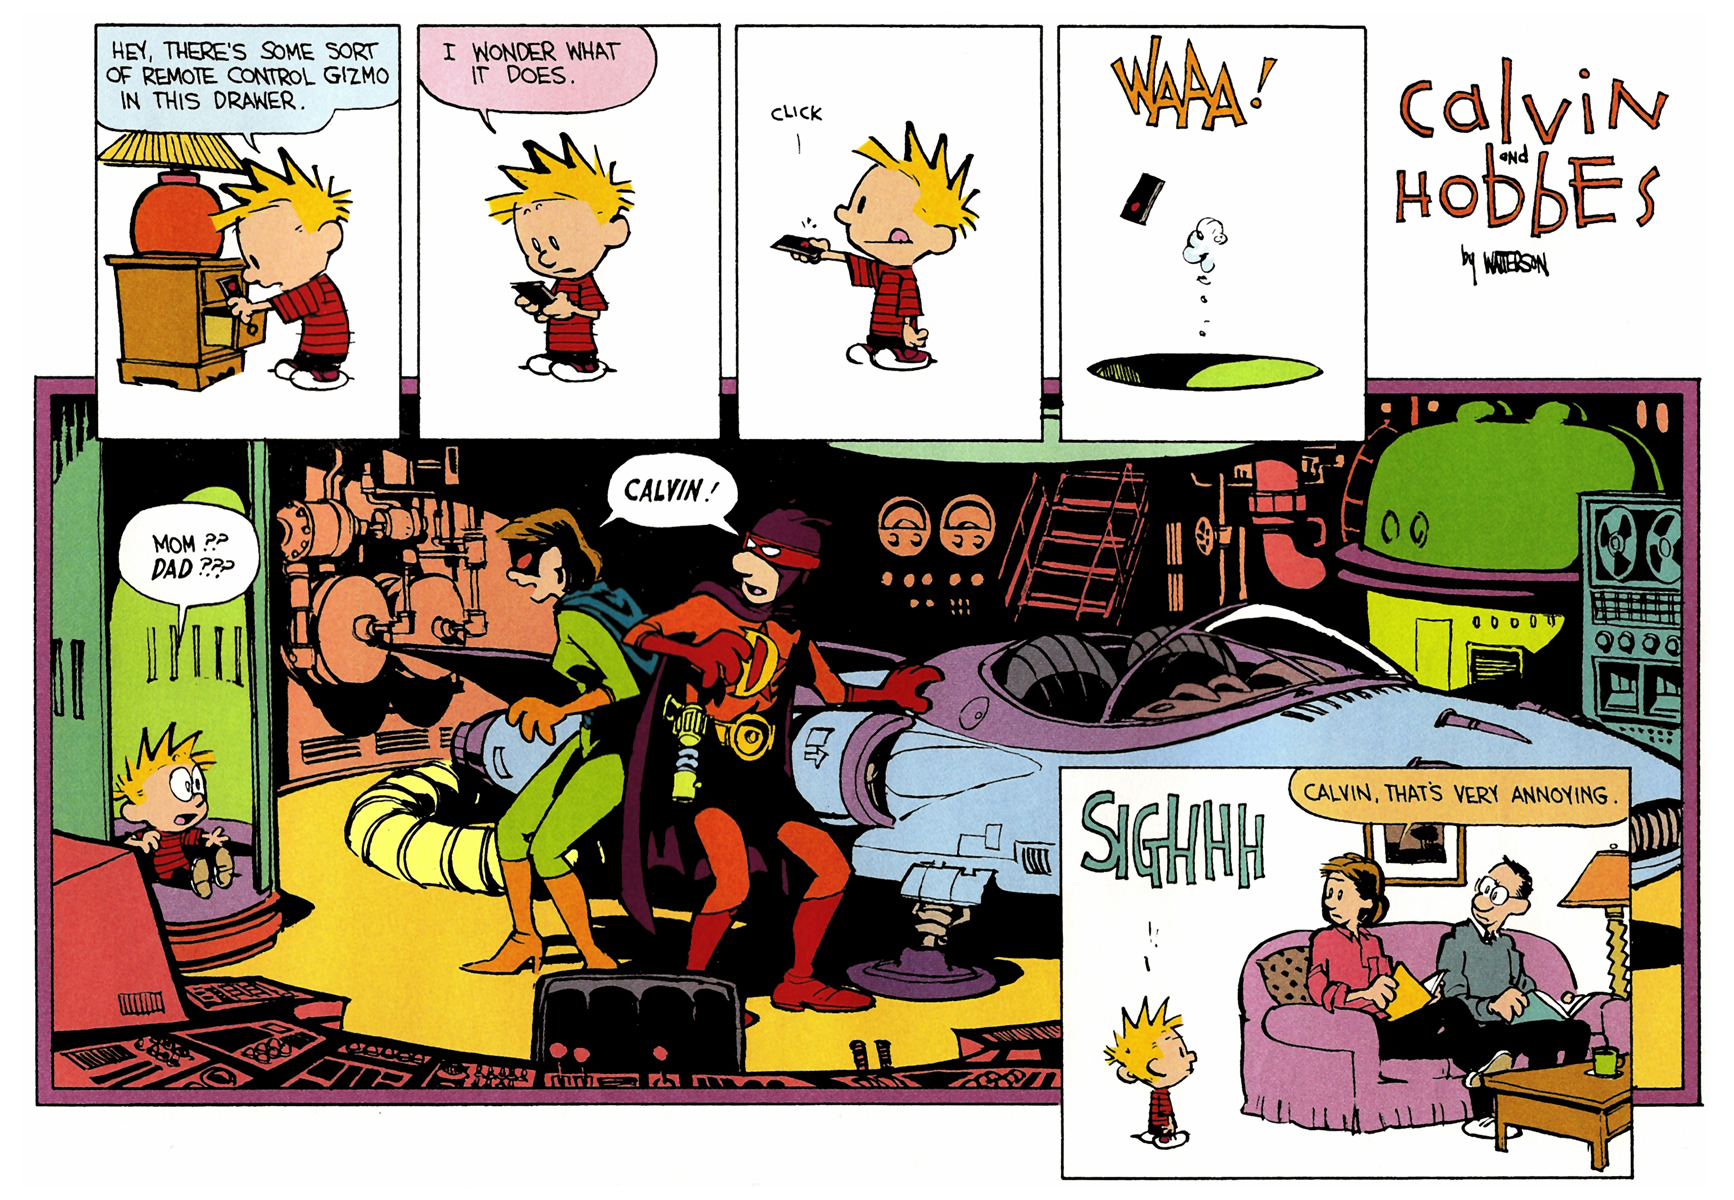 HEY, THERE'S SOME SORT
OF REMOTE CONTROL GIZMO
IN THIS DRAWER.
I WONDER WHAT
IT DOES.
CLICK
WAAA!
Calvin
and
HObbES
by WATTERSON
MOM ??
DAD ???
CALVIN!
D
SIGHHH
CALVIN, THAT'S VERY ANNOYING.